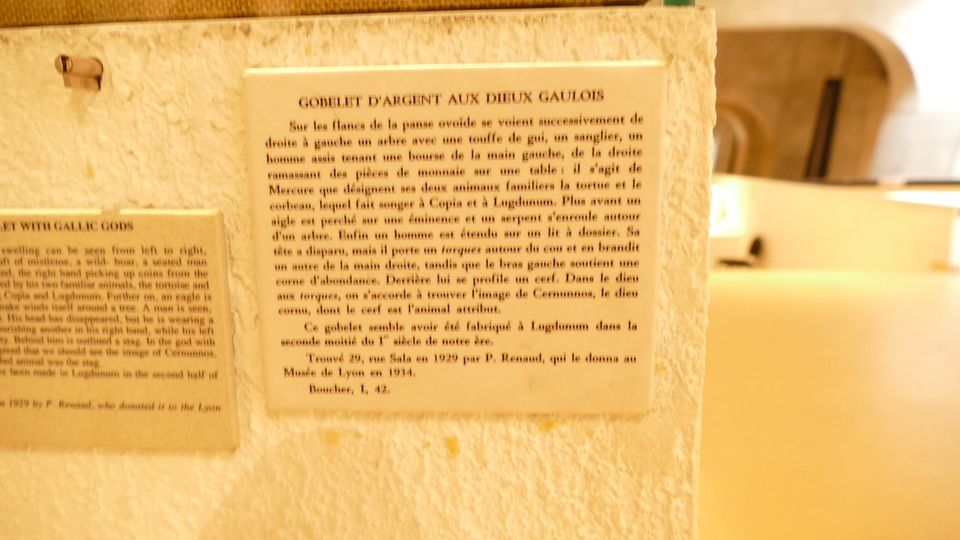 LET WITH GALLIC GODS
swelling can be seen from left to right,
of misletoe, a wild- boar, a seated man
the right hand picking up coins from the
by his two familiar animals, the tortoise and
Copia and Lugdunum. Further on, an eagle is
winds itself around a tree. A man is seen,
His head has disappeared, but he is wearing a
another in his right hand, while his left
Behind him is outlined a stag. In the god with
that we should see the image of Cernunnos,
animal was the stag.
been made in Lugdunum in the second half of
1929 by P. Renaud, who donated it to the Lyon
GOBELET D'ARGENT AUX DIEUX GAULOIS
Sur les flancs de la panse ovoïde se voient successivement de
droite à gauche un arbre avec une touffe de gui, un sanglier, un
homme assis tenant une bourse de la main gauche, de la droite
ramassant des pièces de monnaie sur une table : il s'agit de
Mercure que désignent ses deux animaux familiers la tortue et le
corbeau, lequel fait songer à Copia et à Lugdunum. Plus avant un
aigle est perché sur une éminence et un serpent s'enroule autour
d'un arbre. Enfin un homme est étendu sur un lit à dossier. Sa
tête a disparu, mais il porte un torques autour du cou et en brandit
un autre de la main droite, tandis que le bras gauche soutient une
corne d'abondance. Derrière lui se profile un cerf. Dans le dieu
aux torques, on s'accorde à trouver l'image de Cernunnos, le dieu
cornu, dont le cerf est l'animal attribut.
Ce gobelet semble avoir été fabriqué à Lugdunum dans la
seconde moitié du Ier siècle de notre ère.
Trouvé 29, rue Sala en 1929 par P. Renaud, qui le donna au
Musée de Lyon en 1934.
Boucher, I, 42.